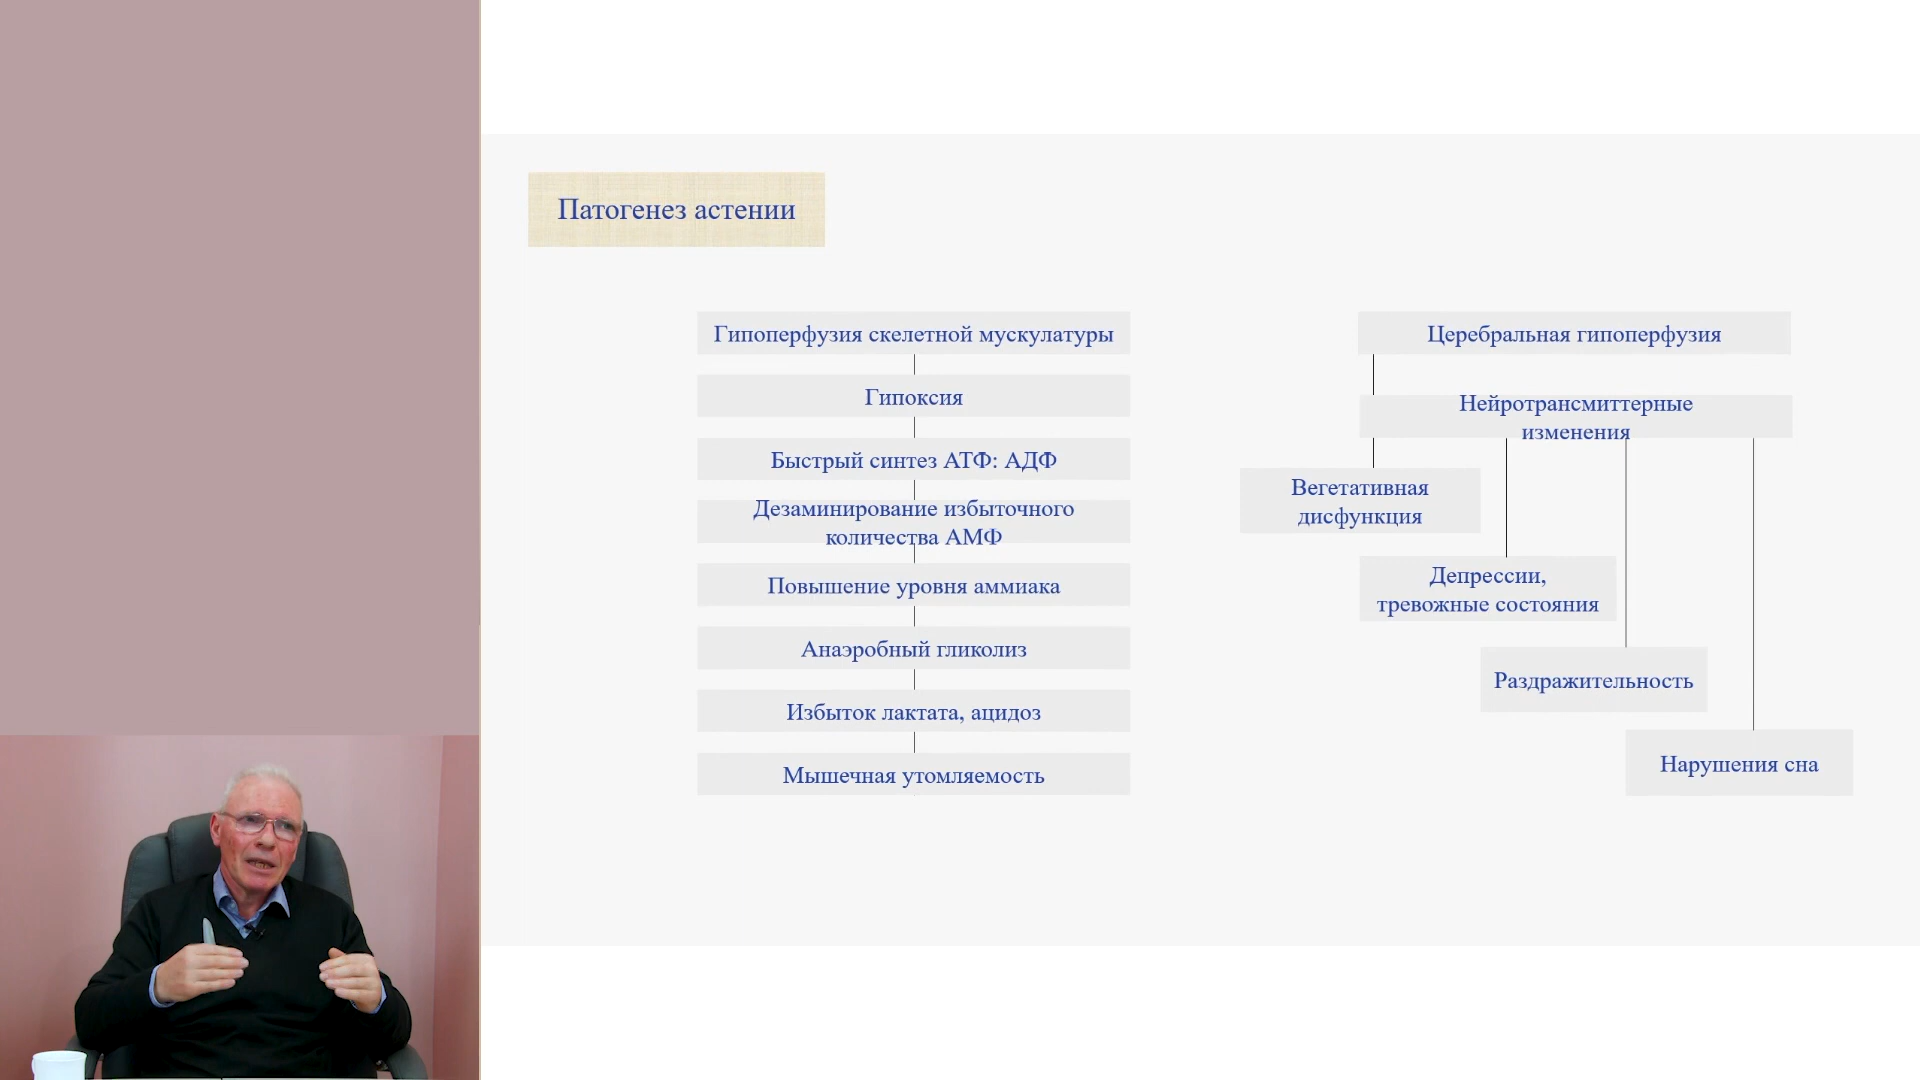 Патогенез астении
Гипоперфузия скелетной мускулатуры
Гипоксия
Быстрый синтез АТФ: АДФ
Дезаминирование избыточного
количества АМФ
Повышение уровня аммиака
Анаэробный гликолиз
Избыток лактата, ацидоз
Мышечная утомляемость
Церебральная гипоперфузия
Нейротрансмиттерные
изменения
Вегетативная
дисфункция
Депрессии,
тревожные состояния
Раздражительность
Нарушения сна